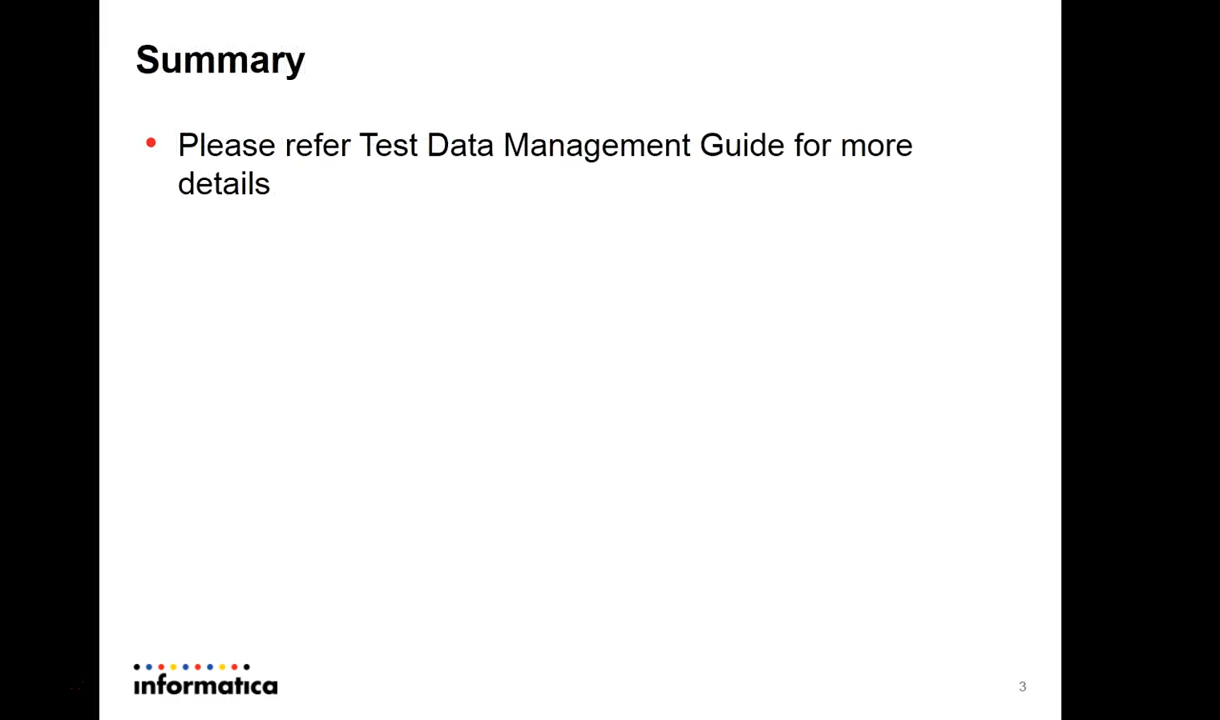 Summary
• Please refer Test Data Management Guide for more
details
informatica
3